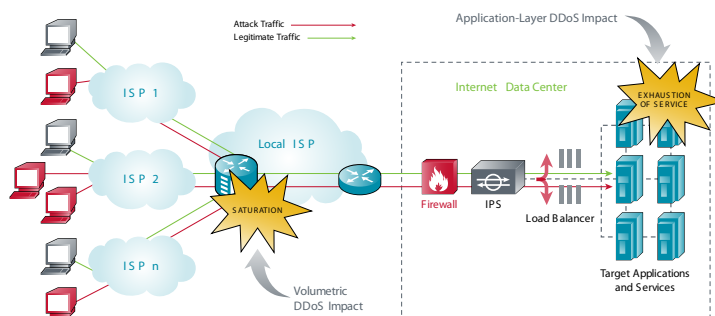 Attack Traffic
Legitimate Traffic
Application-Layer DDoS Impact
ISP 1
Internet Data Center
EXHAUSTION
OF SERVICE
Local ISP
ISP 2
SATURATION
Firewall
IPS
Load Balancer
ISP n
Target Applications
and Services
Volumetric
DDoS Impact